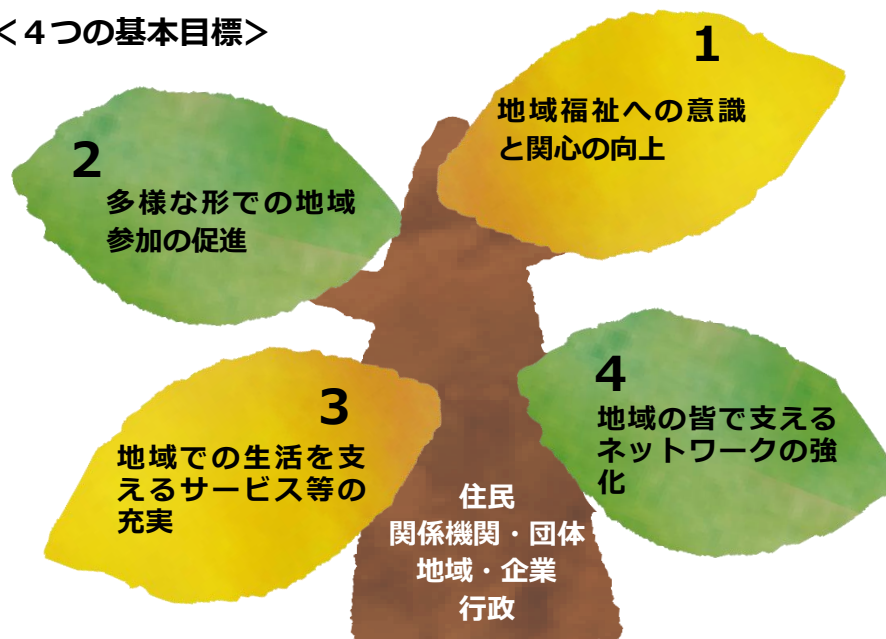 ＜４つの基本目標＞
1
地域福祉への意識
と関心の向上
2
多様な形での地域
参加の促進
3
地域での生活を支
えるサービス等の
充実
4
地域の皆で支える
ネットワークの強
化
住民
関係機関・団体
地域・企業
行政